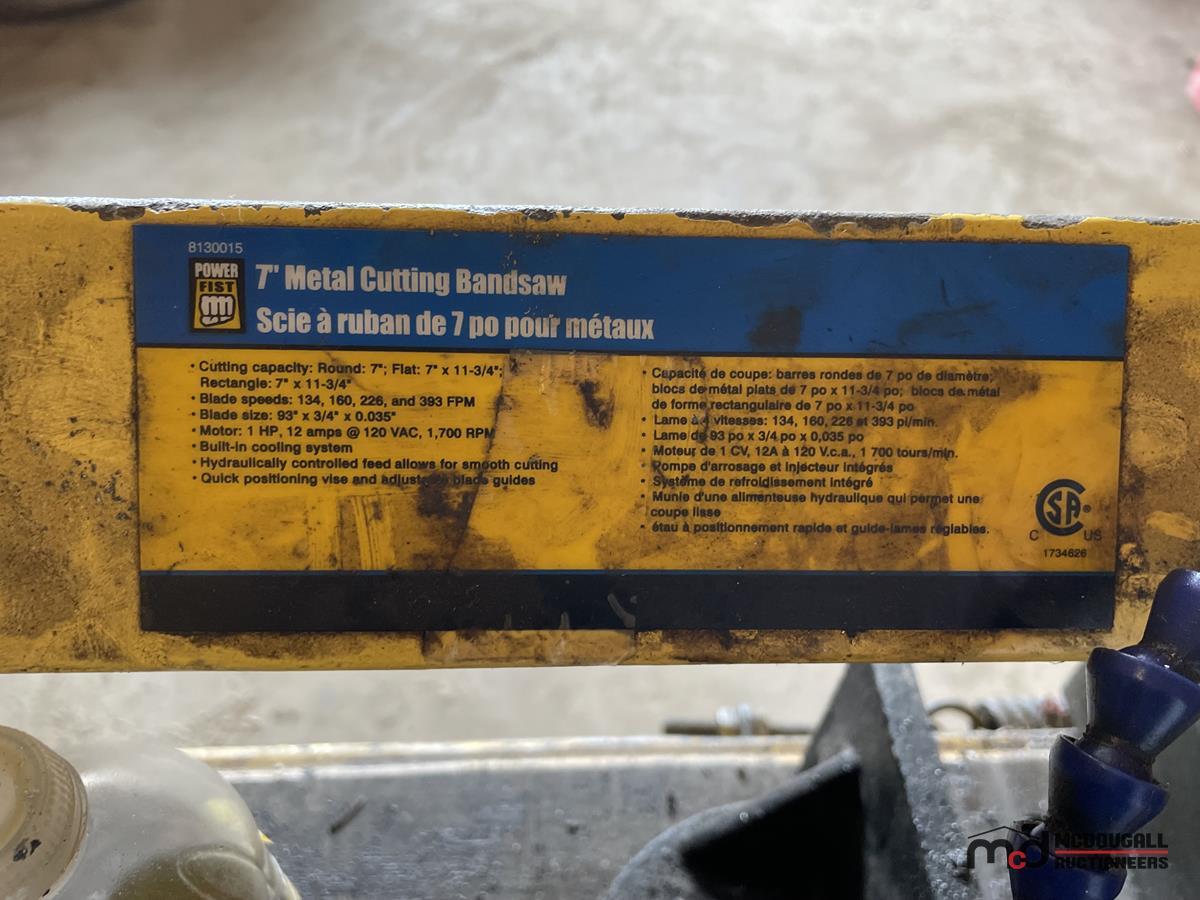 8130015
POWER
FIST
7" Metal Cutting Bandsaw
Scie à ruban de 7 po pour métaux
• Cutting capacity: Round: 7"; Flat: 7" x 11-3/4";
Rectangle: 7" x 11-3/4"
• Blade speeds: 134, 160, 226, and 393 FPM
• Blade size: 93" x 3/4" x 0.035"
• Motor: 1 HP, 12 amps @ 120 VAC, 1,700 RPM
• Built-in cooling system
• Hydraulically controlled feed allows for smooth cutting
• Quick positioning vise and adjustable blade guides
• Capacité de coupe: barres rondes de 7 po de diamètre;
blocs de métal plats de 7 po x 11-3/4 po; blocs de métal
de forme rectangulaire de 7 po x 11-3/4 po
• Lame à 4 vitesses: 134, 160, 226 et 393 pi/min.
• Lame de 93 po x 3/4 po x 0,035 po
• Moteur de 1 CV, 12A à 120 V.c.a., 1 700 tours/min.
• Pompe d'arrosage et injecteur intégrés
• Système de refroidissement intégré
• Munie d'une alimenteuse hydraulique qui permet une
coupe lisse
• étau à positionnement rapide et guide-lames réglables.
CSA®
C US
1734626
mcd MCDOUGALL
AUCTIONEERS